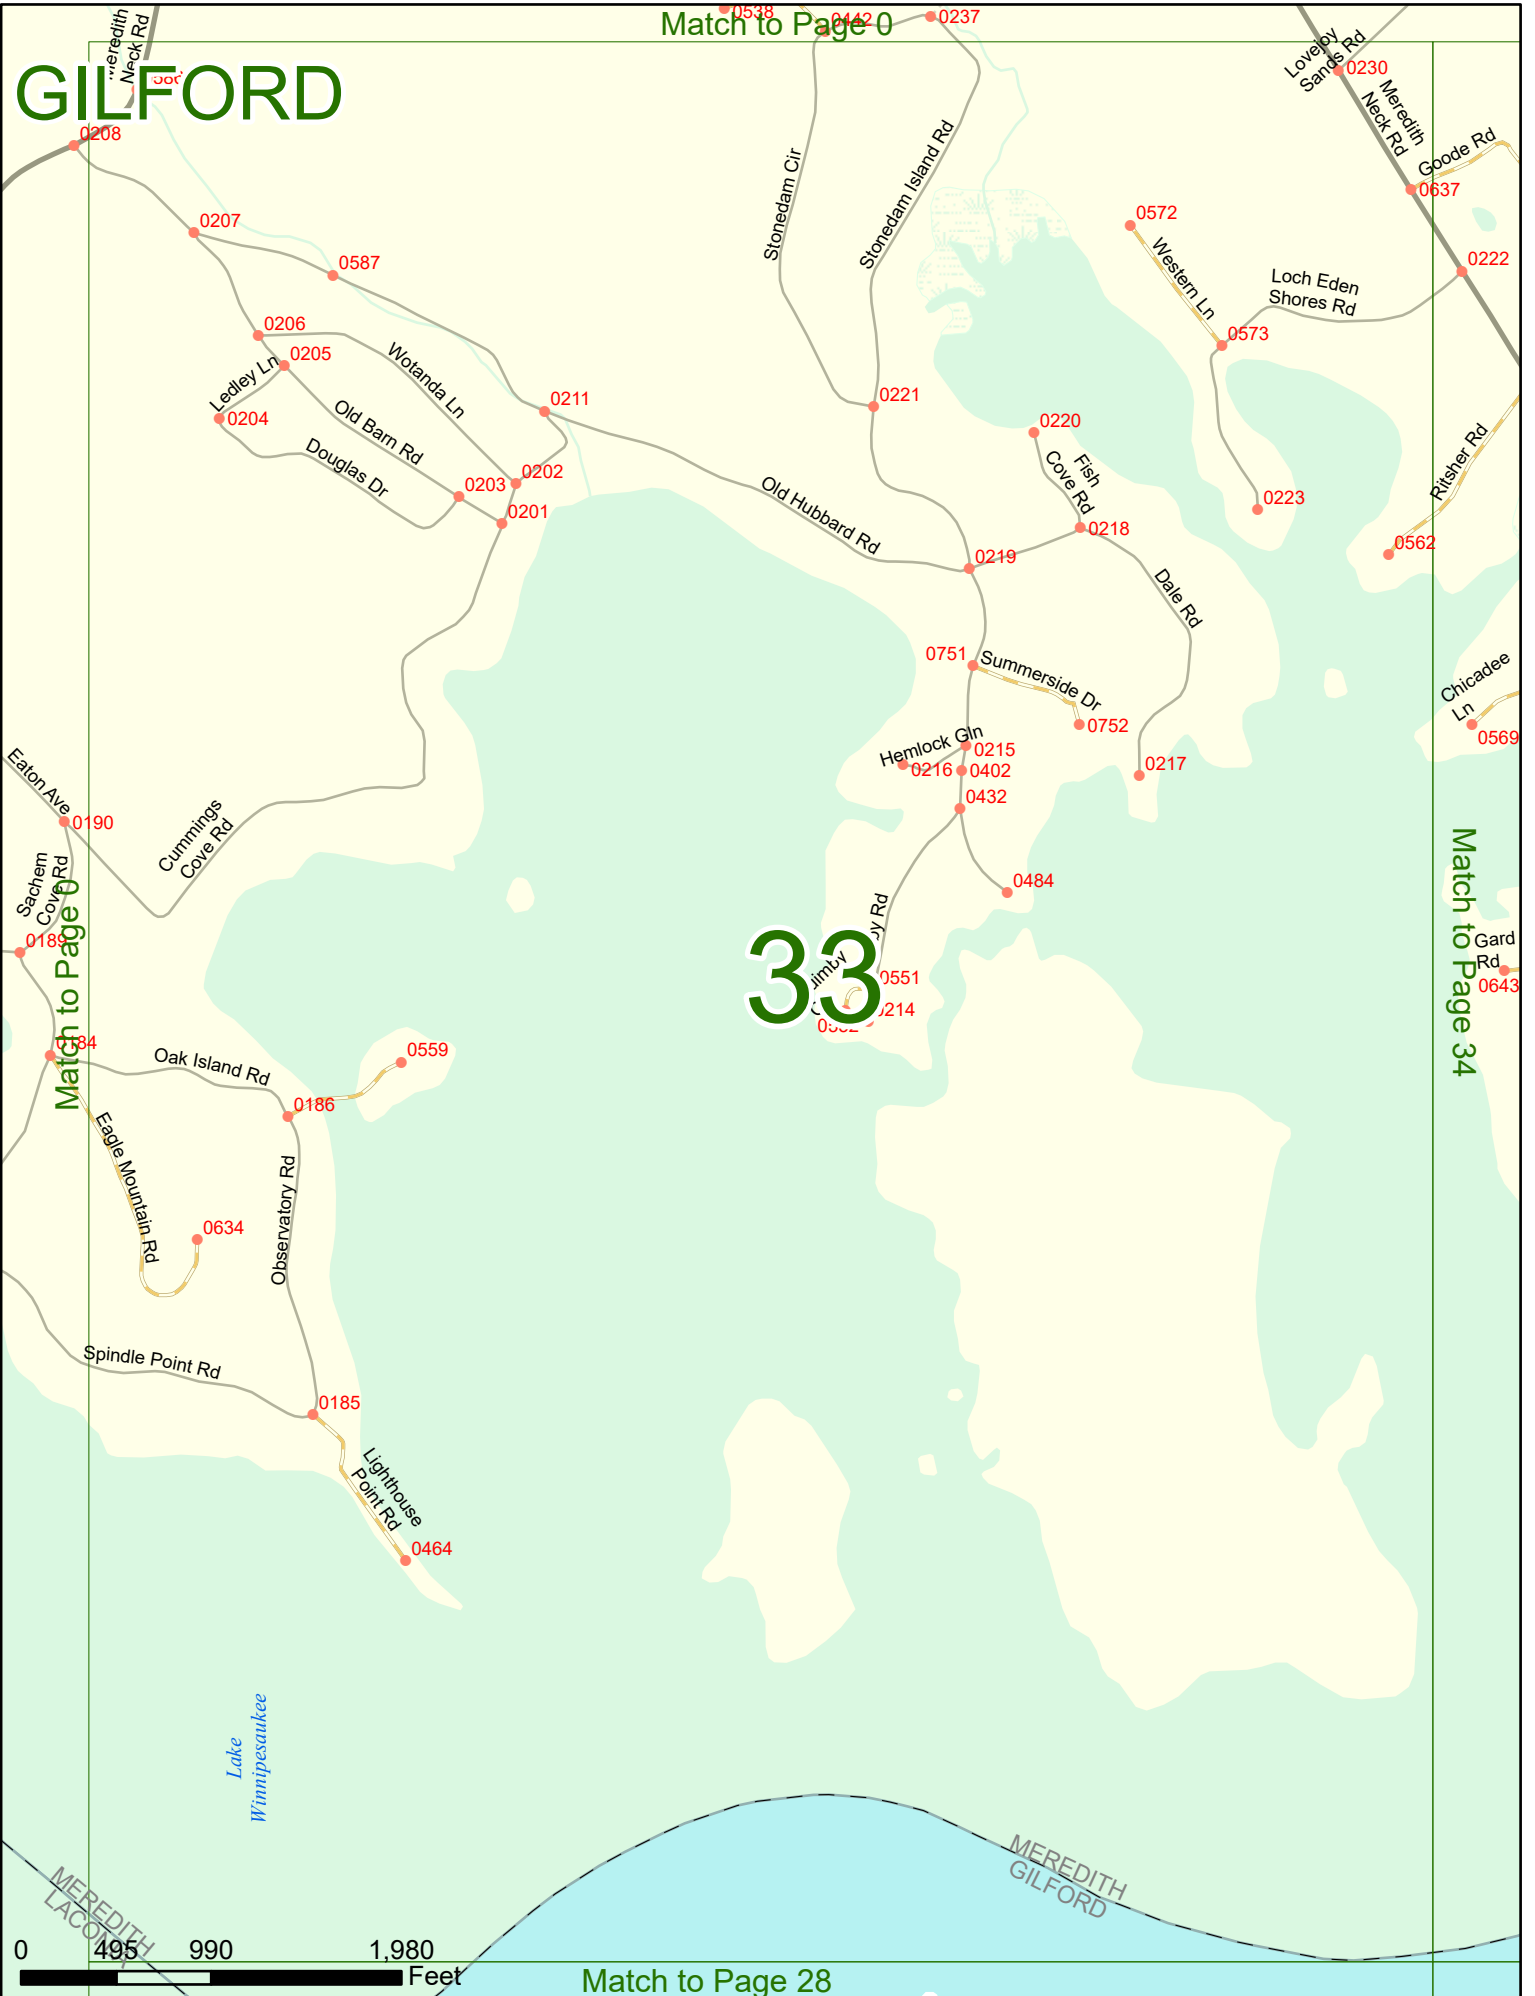 Match to Page 0
0538
0442
0237
Meredith
Neck Rd
Lovejoy
Sands Rd
0230
GILFORD
Meredith
Neck Rd
0208
Goode Rd
0637
Stonedam Cir
Stonedam Island Rd
0207
0572
0587
Western Ln
0222
Loch Eden
Shores Rd
0206
0573
0205
Wotanda Ln
Ledley Ln
0204
Old Barn Rd
0211
0221
0220
Douglas Dr
0202
0203
Fish
Cove Rd
Ritsher Rd
0201
Old Hubbard Rd
0223
0218
0562
0219
Dale Rd
0751
Summerside Dr
Chicadee
Ln
0752
0569
Hemlock Gln
0215
0216
0402
0217
Eaton Ave
0432
0190
Cummings
Cove Rd
Sachem
Cove Rd
0484
Match to Page 0
Match to Page 34
0189
33
0551
0214
Gard
Rd
0643
0184
Oak Island Rd
0559
0186
Eagle Mountain Rd
Observatory Rd
0634
Spindle Point Rd
0185
Lighthouse
Point Rd
0464
Lake
Winnipesaukee
MEREDITH
GILFORD
MEREDITH
LACONIA
0 495 990 1,980
Feet
Match to Page 28